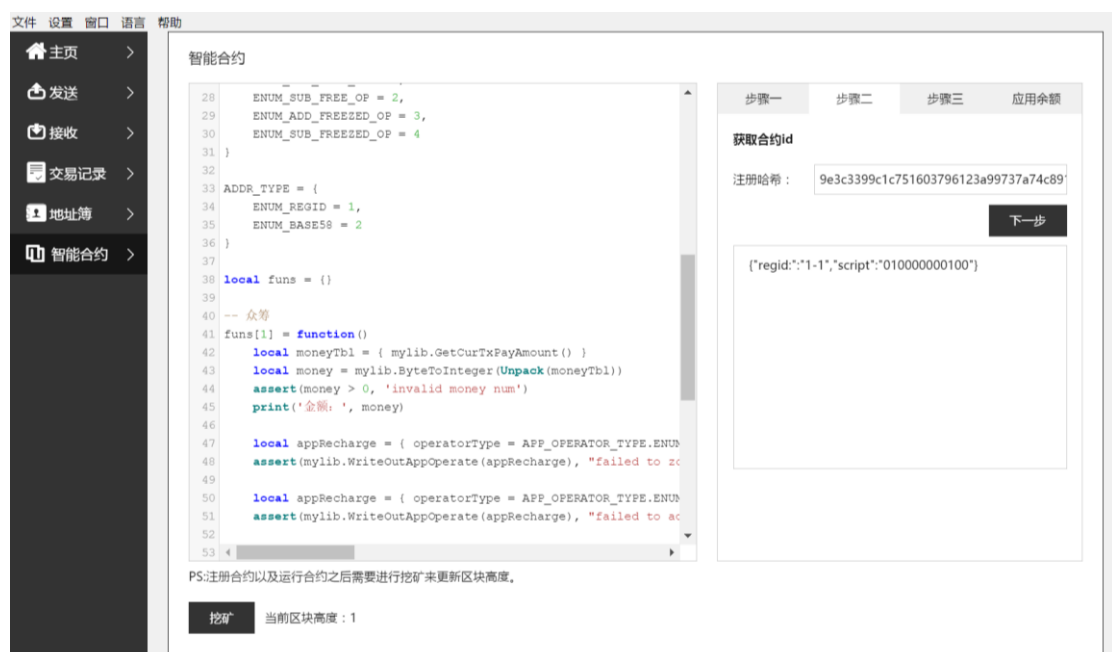 文件 设置 窗口 语言 帮助
主页
发送
接收
交易记录
地址簿
智能合约
智能合约
28 ENUM_SUB_FREE_OP = 2,
29 ENUM_ADD_FREEZED_OP = 3,
30 ENUM_SUB_FREEZED_OP = 4
31 }
32
33 ADDR_TYPE = {
34 ENUM_REGID = 1,
35 ENUM_BASE58 = 2
36 }
37
38 local funs = {}
39
40 -- 众筹
41 funs[1] = function()
42 local moneyTbl = { mylib.GetCurTxPayAmount() }
43 local money = mylib.ByteToInteger(Unpack(moneyTbl))
44 assert(money > 0, 'invalid money num')
45 print('金额：', money)
46
47 local appRecharge = { operatorType = APP_OPERATOR_TYPE.ENUM
48 assert(mylib.WriteOutAppOperate(appRecharge), "failed to
49
50 local appRecharge = { operatorType = APP_OPERATOR_TYPE.ENUM
51 assert(mylib.WriteOutAppOperate(appRecharge), "failed to
52
53
步骤一 步骤二 步骤三 应用余额
获取合约id
注册哈希： 9e3c3399c1c751603796123a99737a74c891
下一步
{"regid:":"1-1","script":"010000000100"}
PS:注册合约以及运行合约之后需要进行挖矿来更新区块高度。
挖矿 当前区块高度：1